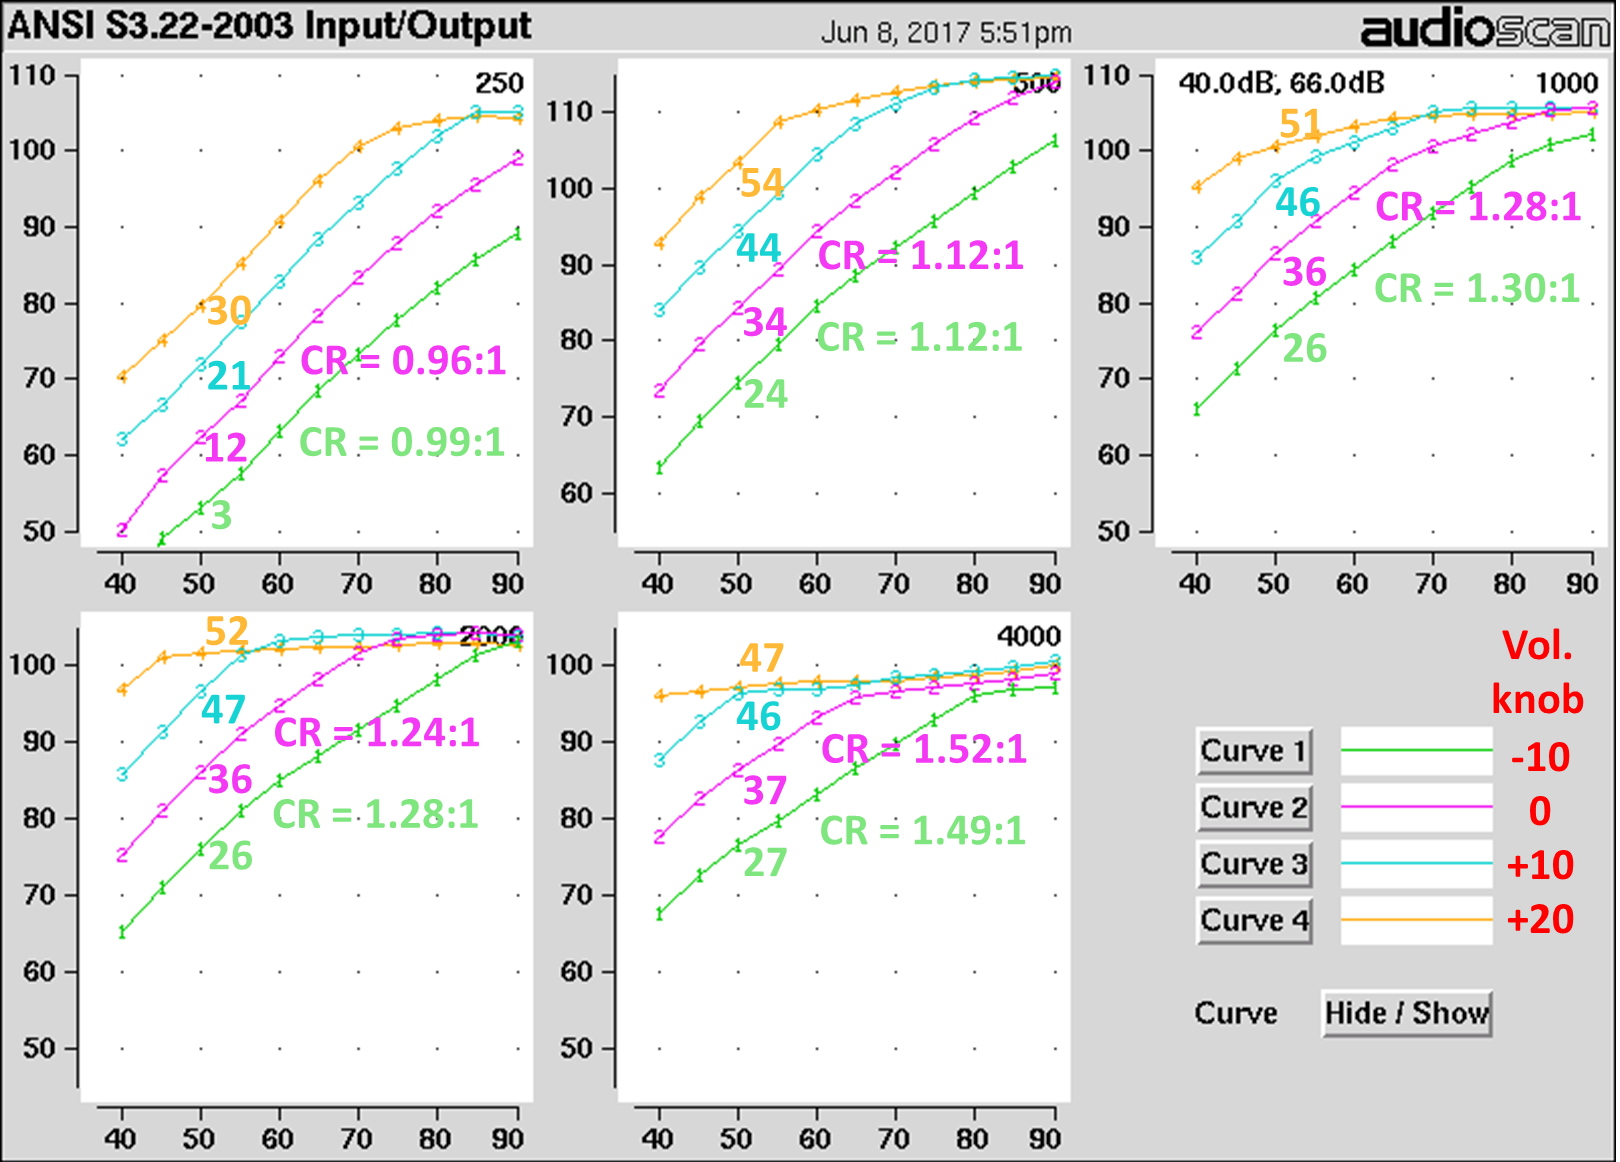 ANSI S3.22-2003 Input/Output
Jun 8, 2017 5:51pm
audioscan
250
110
100
90
80
70
60
50
30
21
12
3
CR = 0.96:1
CR = 0.99:1
40 50 60 70 80 90
500
110
100
90
80
70
60
54
44
34
24
CR = 1.12:1
CR = 1.12:1
40 50 60 70 80 90
40.0dB, 66.0dB
1000
110
100
90
80
70
60
50
51
46
36
26
CR = 1.28:1
CR = 1.30:1
40 50 60 70 80 90
2000
100
90
80
70
60
50
52
47
36
26
CR = 1.24:1
CR = 1.28:1
40 50 60 70 80 90
4000
100
90
80
70
60
50
47
46
37
27
CR = 1.52:1
CR = 1.49:1
40 50 60 70 80 90
Vol.
knob
Curve 1 -10
Curve 2 0
Curve 3 +10
Curve 4 +20
Curve Hide / Show